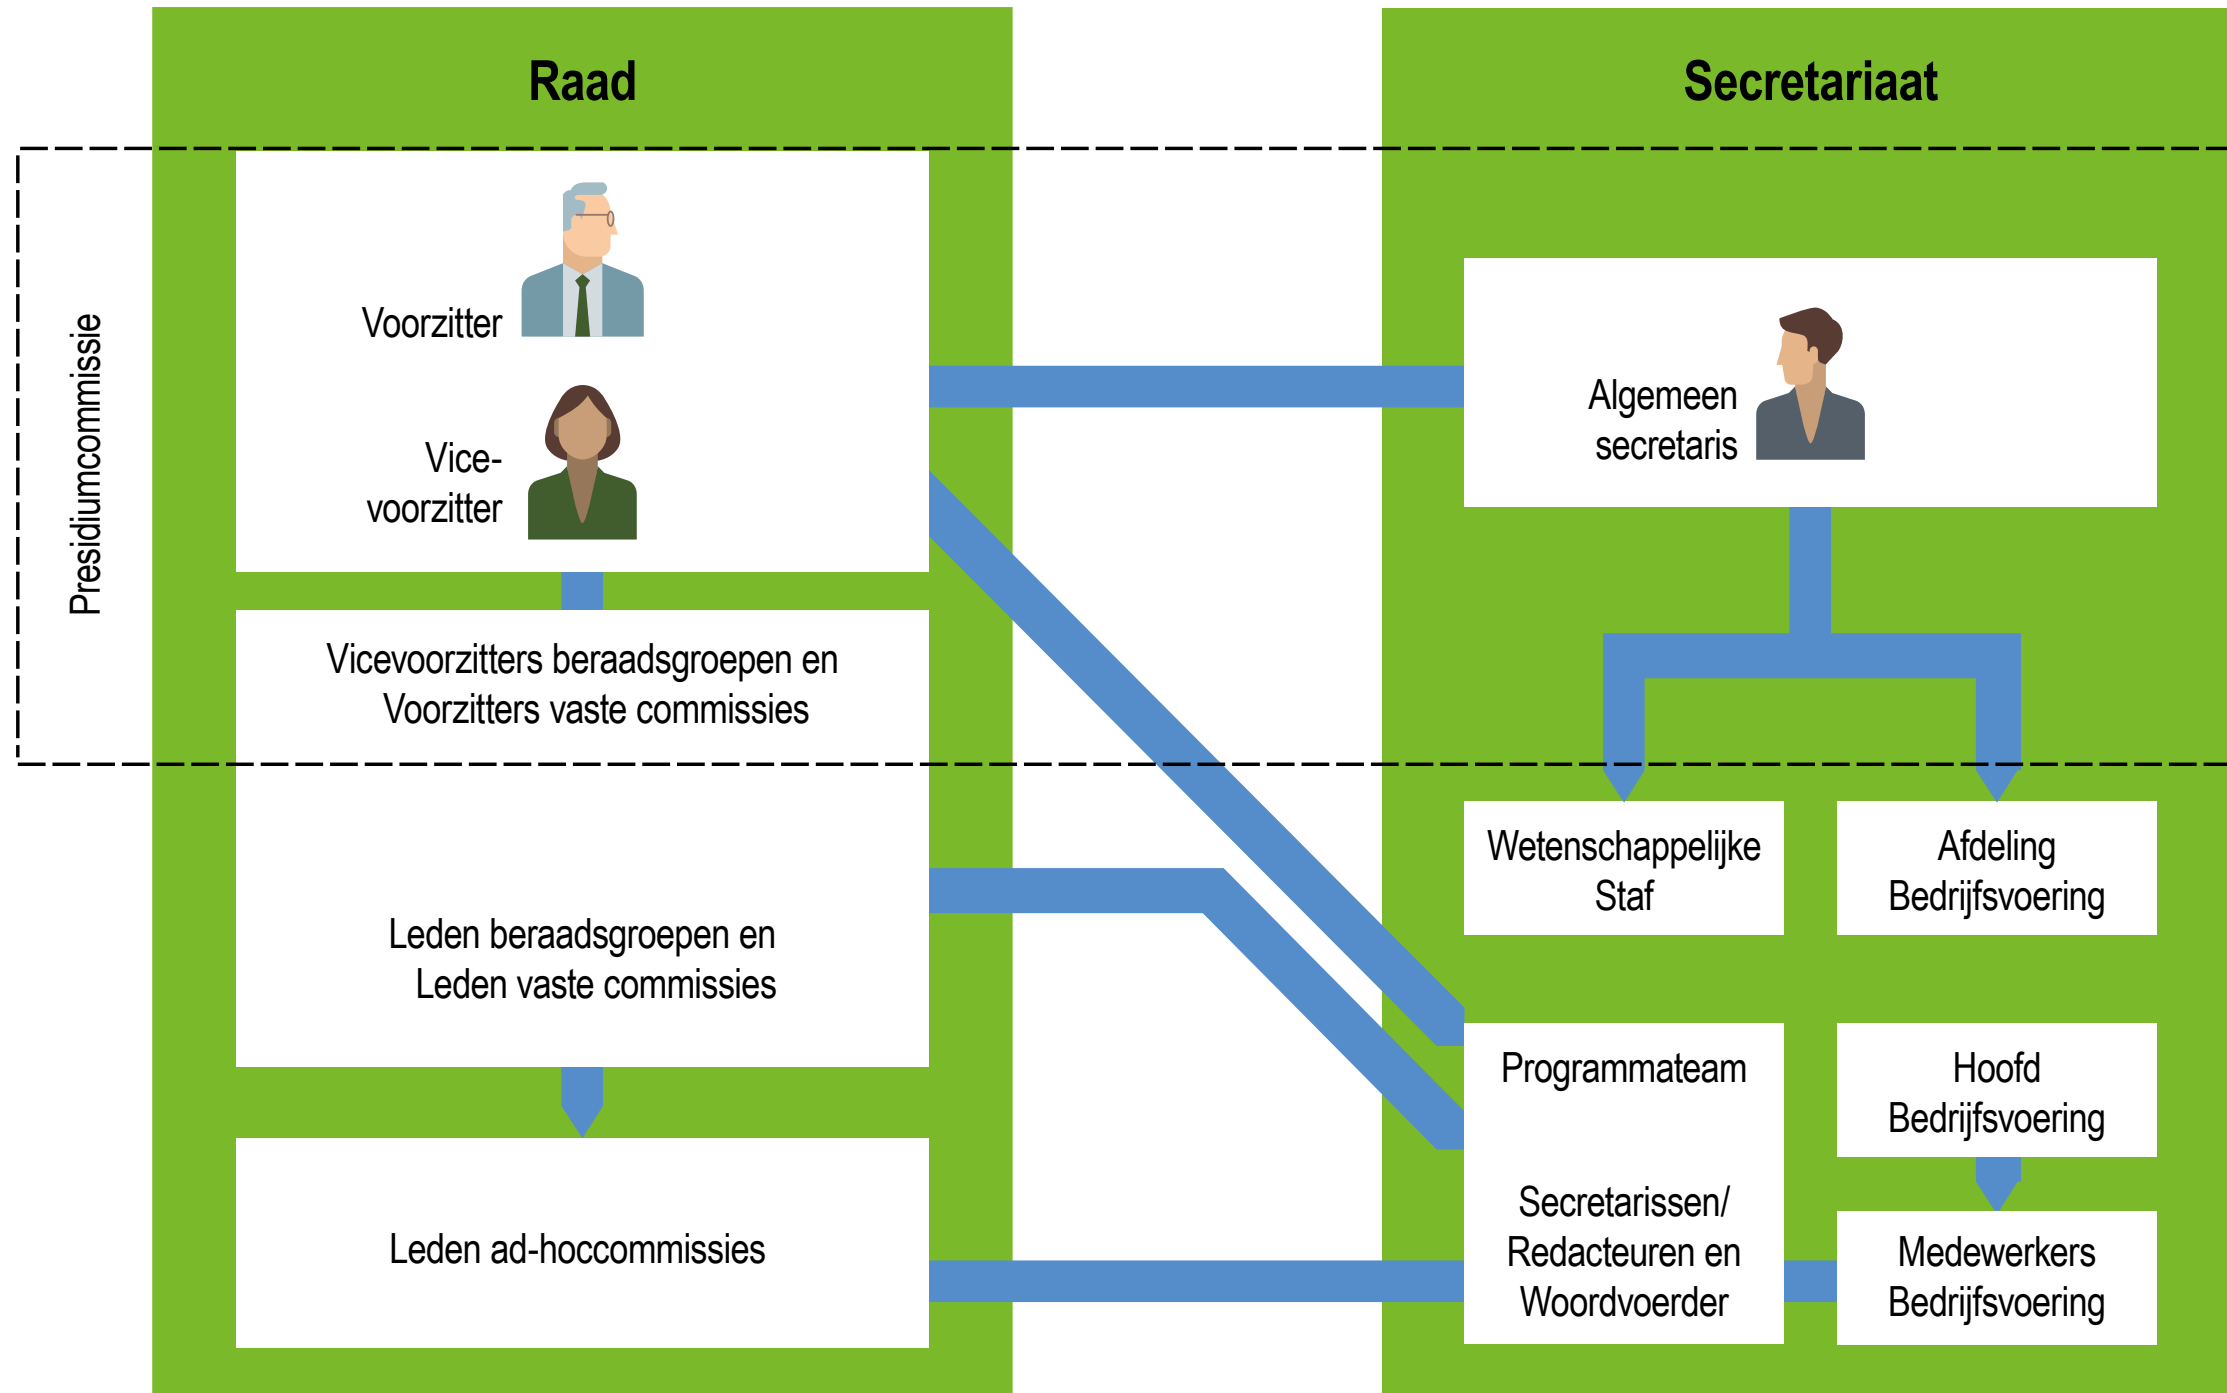 Raad
Secretariaat
Presidiumcommissie
Voorzitter
Vice-
voorzitter
Algemeen
secretaris
Vicevoorzitters beraadsgroepen en
Voorzitters vaste commissies
Leden beraadsgroepen en
Leden vaste commissies
Leden ad-hoccommissies
Wetenschappelijke
Staf
Afdeling
Bedrijfsvoering
Programmateam
Secretarissen/
Redacteuren en
Woordvoerder
Hoofd
Bedrijfsvoering
Medewerkers
Bedrijfsvoering